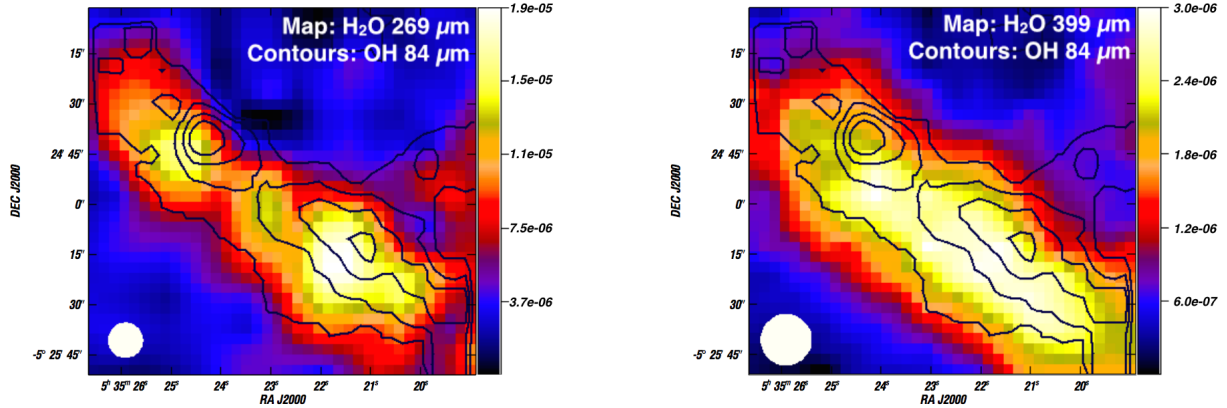 Map: H₂O 269 µm
Contours: OH 84 µm
1.9e-05
1.5e-05
1.1e-05
7.5e-06
3.7e-06
15"
30'
24' 45"
0'
15'
30'
-5° 25' 45"
DEC J2000
5ʰ 35ᵐ 26ˢ 25ˢ 24ˢ 23ˢ 22ˢ 21ˢ 20ˢ
RA J2000
Map: H₂O 399 µm
Contours: OH 84 µm
3.0e-06
2.4e-06
1.8e-06
1.2e-06
6.0e-07
15"
30'
24' 45"
0'
15'
30'
-5° 25' 45"
DEC J2000
5ʰ 35ᵐ 26ˢ 25ˢ 24ˢ 23ˢ 22ˢ 21ˢ 20ˢ
RA J2000